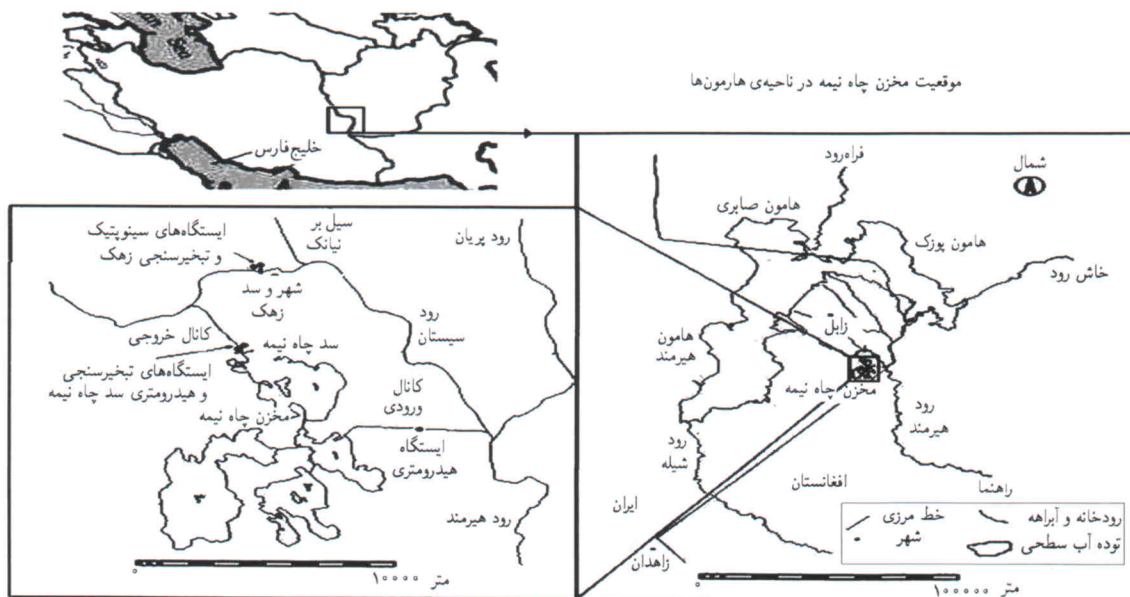 موقعیت مخزن چاه نیمه در ناحیه‌ی هارمون‌ها
خلیج‌فارس
شمال
فراه‌رود
هامون صابری
هامون پوزک
خاش رود
زابل
هامون
هیرمند
مخزن چاه نیمه
رود
هیرمند
رود
شیله
افغانستان
ایران
زاهدان
راهنما
رودخانه و آبراهه
خط مرزی
توده آب سطحی
شهر
۱۰۰۰۰۰ متر
سیل بر
نیاتک
رود پریان
ایستگاه‌های سینوپتیک
و تبخیرسنجی زهک
شهر و سد
زهک
رود
سیستان
کانال خروجی
سد چاه نیمه
ایستگاه‌های تبخیرسنجی
و هیدرومتری سد چاه نیمه
کانال
ورودی
مخزن چاه نیمه
ایستگاه
هیدرومتری
۱
۲
۳
رود هیرمند
۱۰۰۰۰ متر